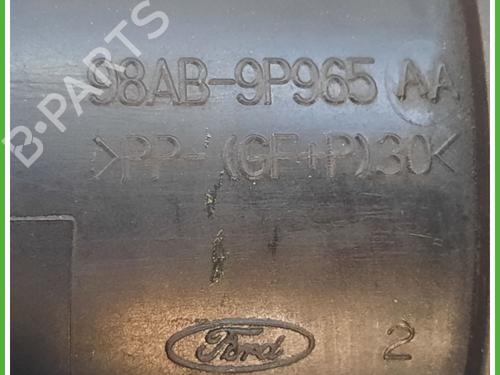 B·PARTS
98AB-9P965 AA
>PP-(GF+P)30<
Ford
2